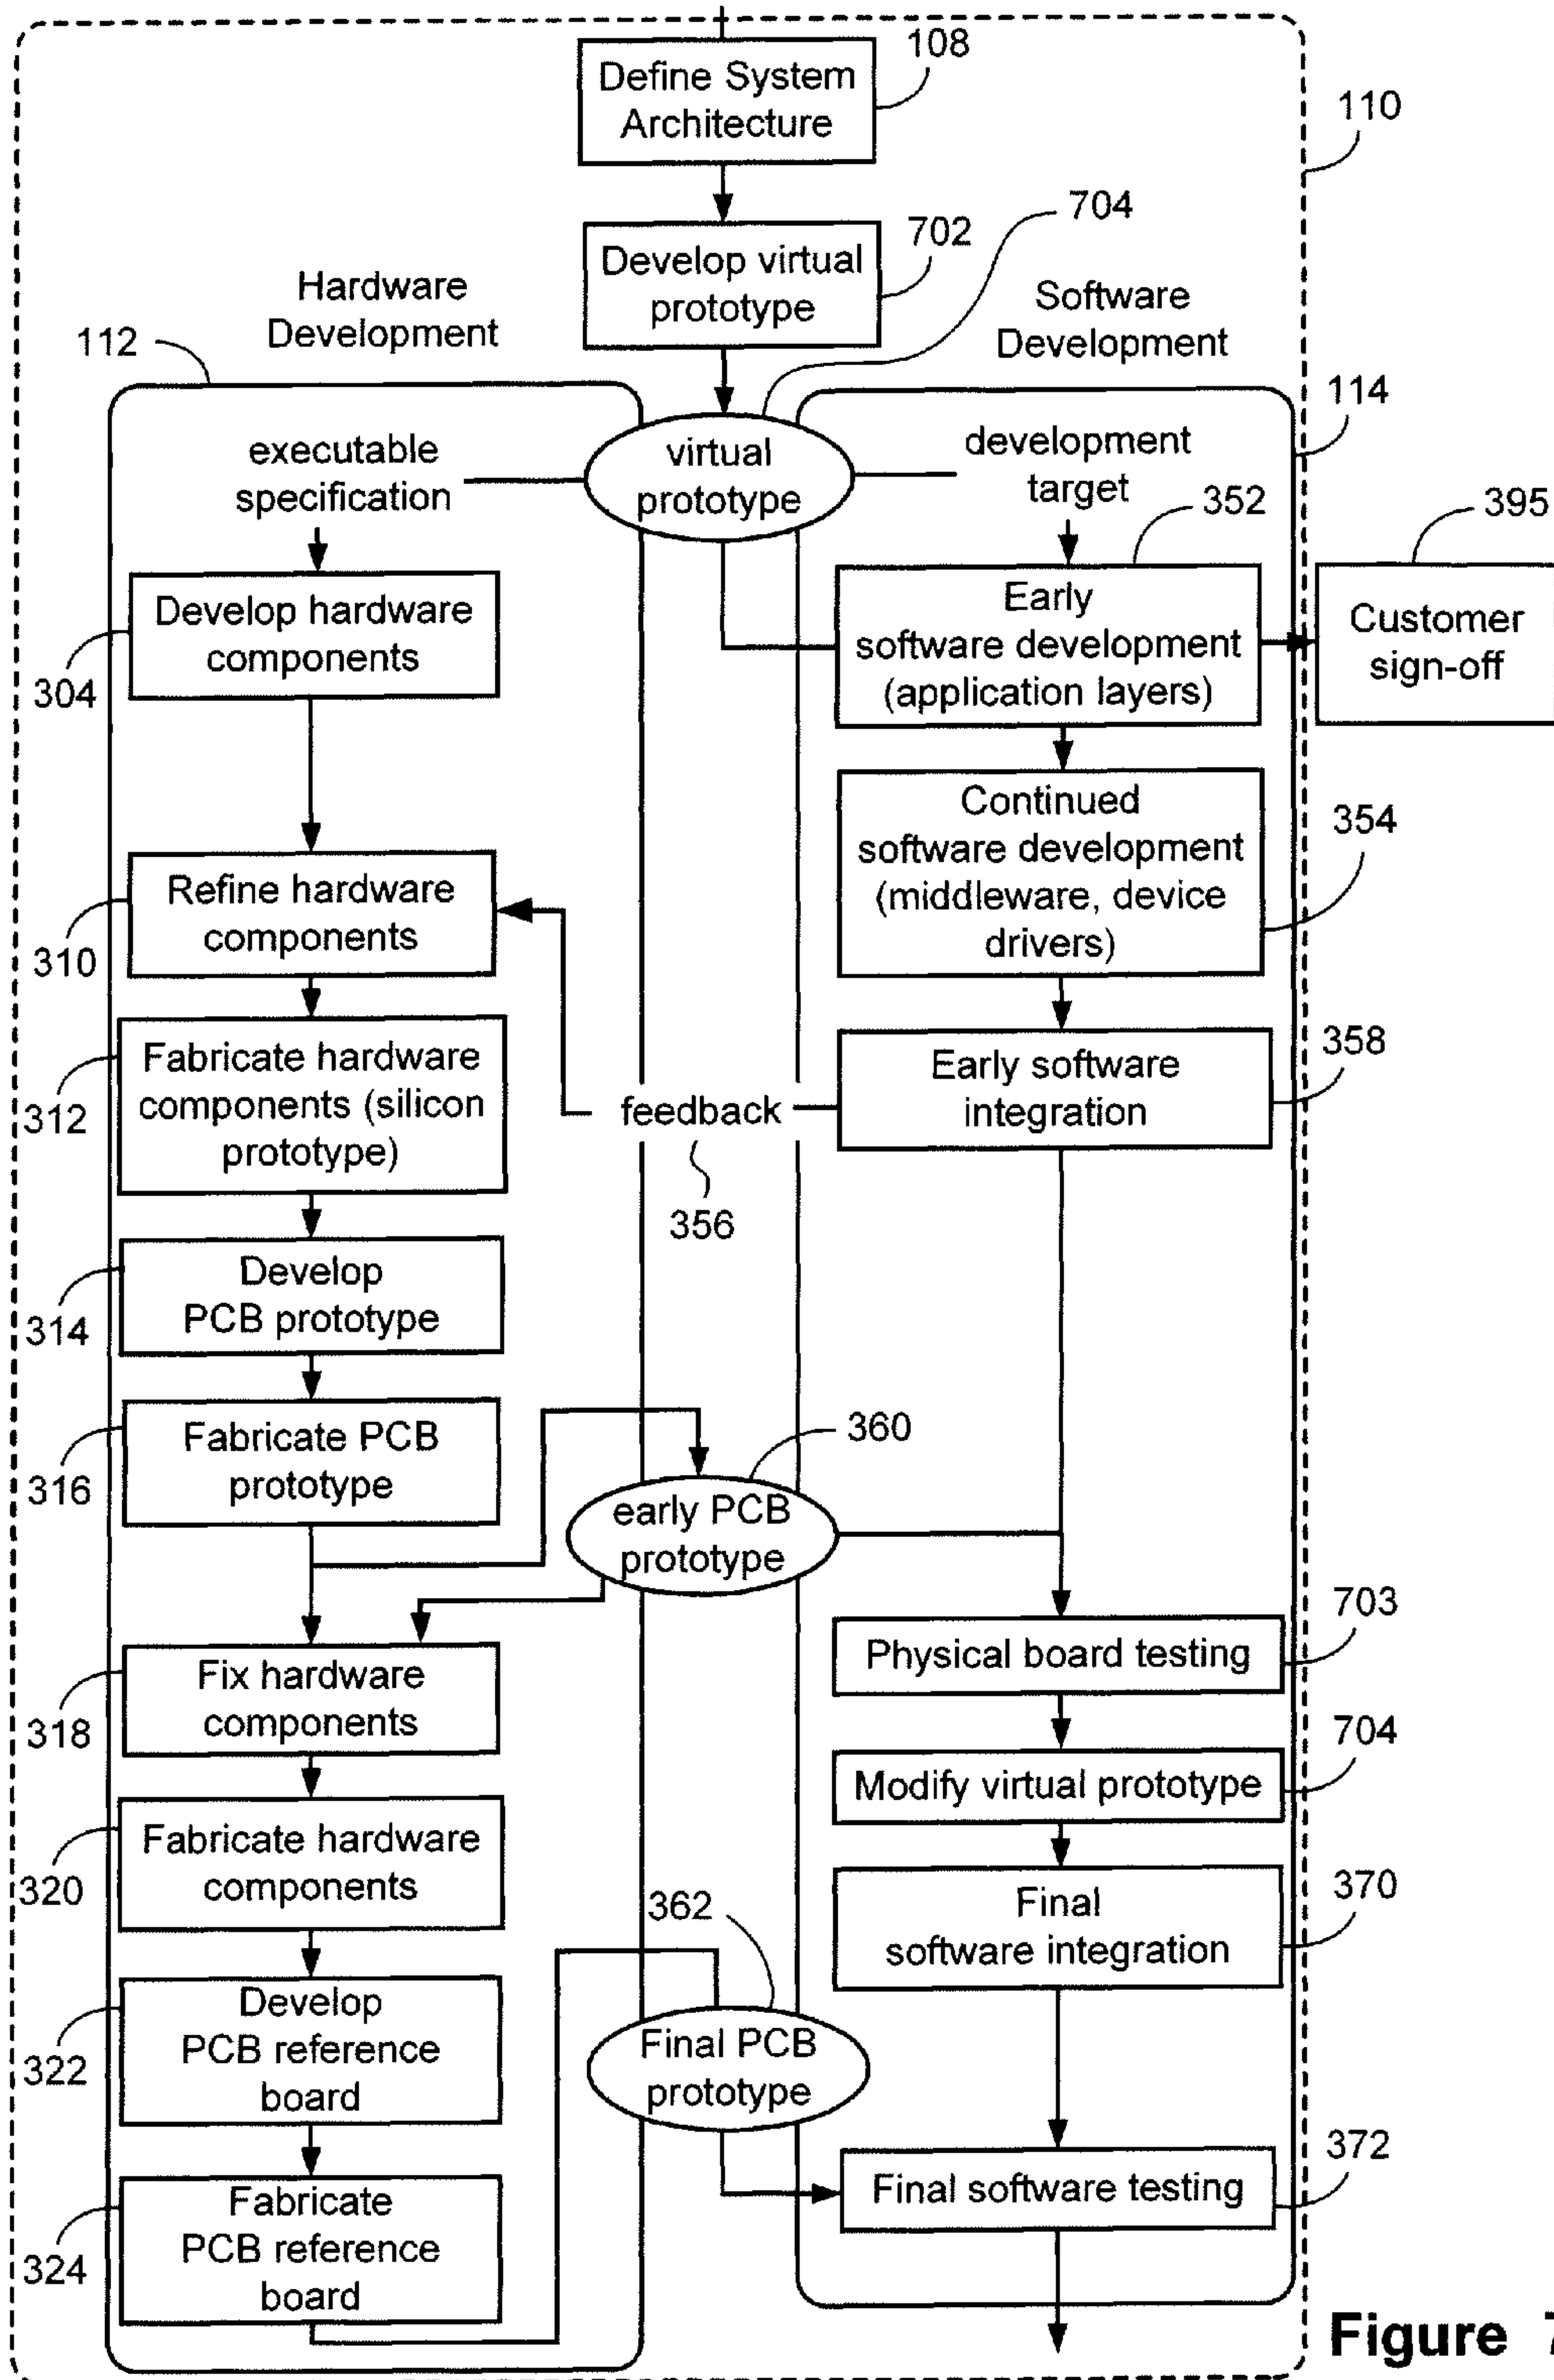 108
Define System
Architecture
110
704
702
Develop virtual
prototype
Hardware
Development
Software
Development
112
114
virtual
prototype
executable
specification
development
target
352
395
Develop hardware
components
304
Early
software development
(application layers)
Customer
sign-off
Continued
software development
(middleware, device
drivers)
354
Refine hardware
components
310
Early software
integration
358
Fabricate hardware
components (silicon
prototype)
312
feedback
356
Develop
PCB prototype
314
Fabricate PCB
prototype
316
360
early PCB
prototype
703
Physical board testing
Fix hardware
components
318
704
Modify virtual prototype
Fabricate hardware
components
320
370
Final
software integration
362
Develop
PCB reference
board
322
Final PCB
prototype
372
Final software testing
Fabricate
PCB reference
board
324
Figure 7